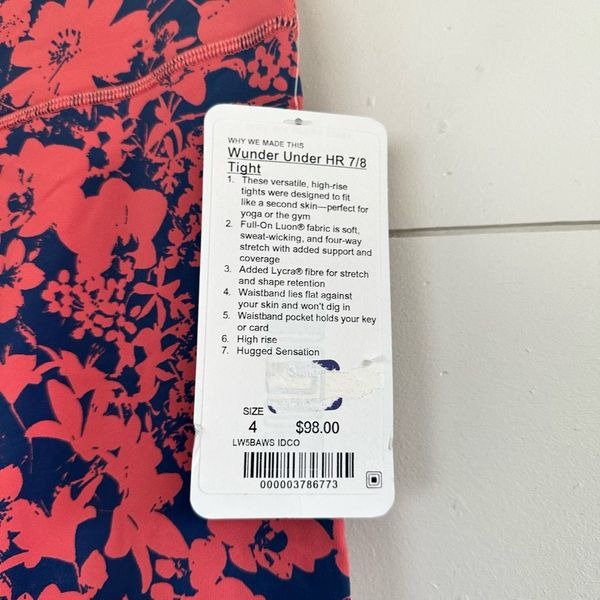 WHY WE MADE THIS
Wunder Under HR 7/8
Tight
1. These versatile, high-rise
tights were designed to fit
like a second skin—perfect for
yoga or the gym
2. Full-On Luon® fabric is soft,
sweat-wicking, and four-way
stretch with added support and
coverage
3. Added Lycra® fibre for stretch
and shape retention
4. Waistband lies flat against
your skin and won't dig in
5. Waistband pocket holds your key
or card
6. High rise
7. Hugged Sensation
SIZE
4 $98.00
LW5BAWS IDCO
000003786773